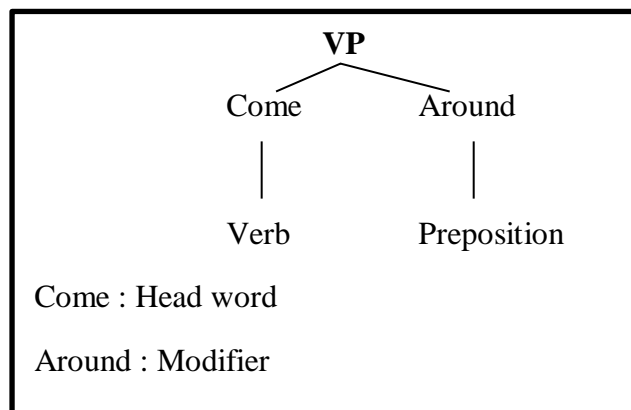 VP
Come Around
Verb Preposition
Come : Head word
Around : Modifier